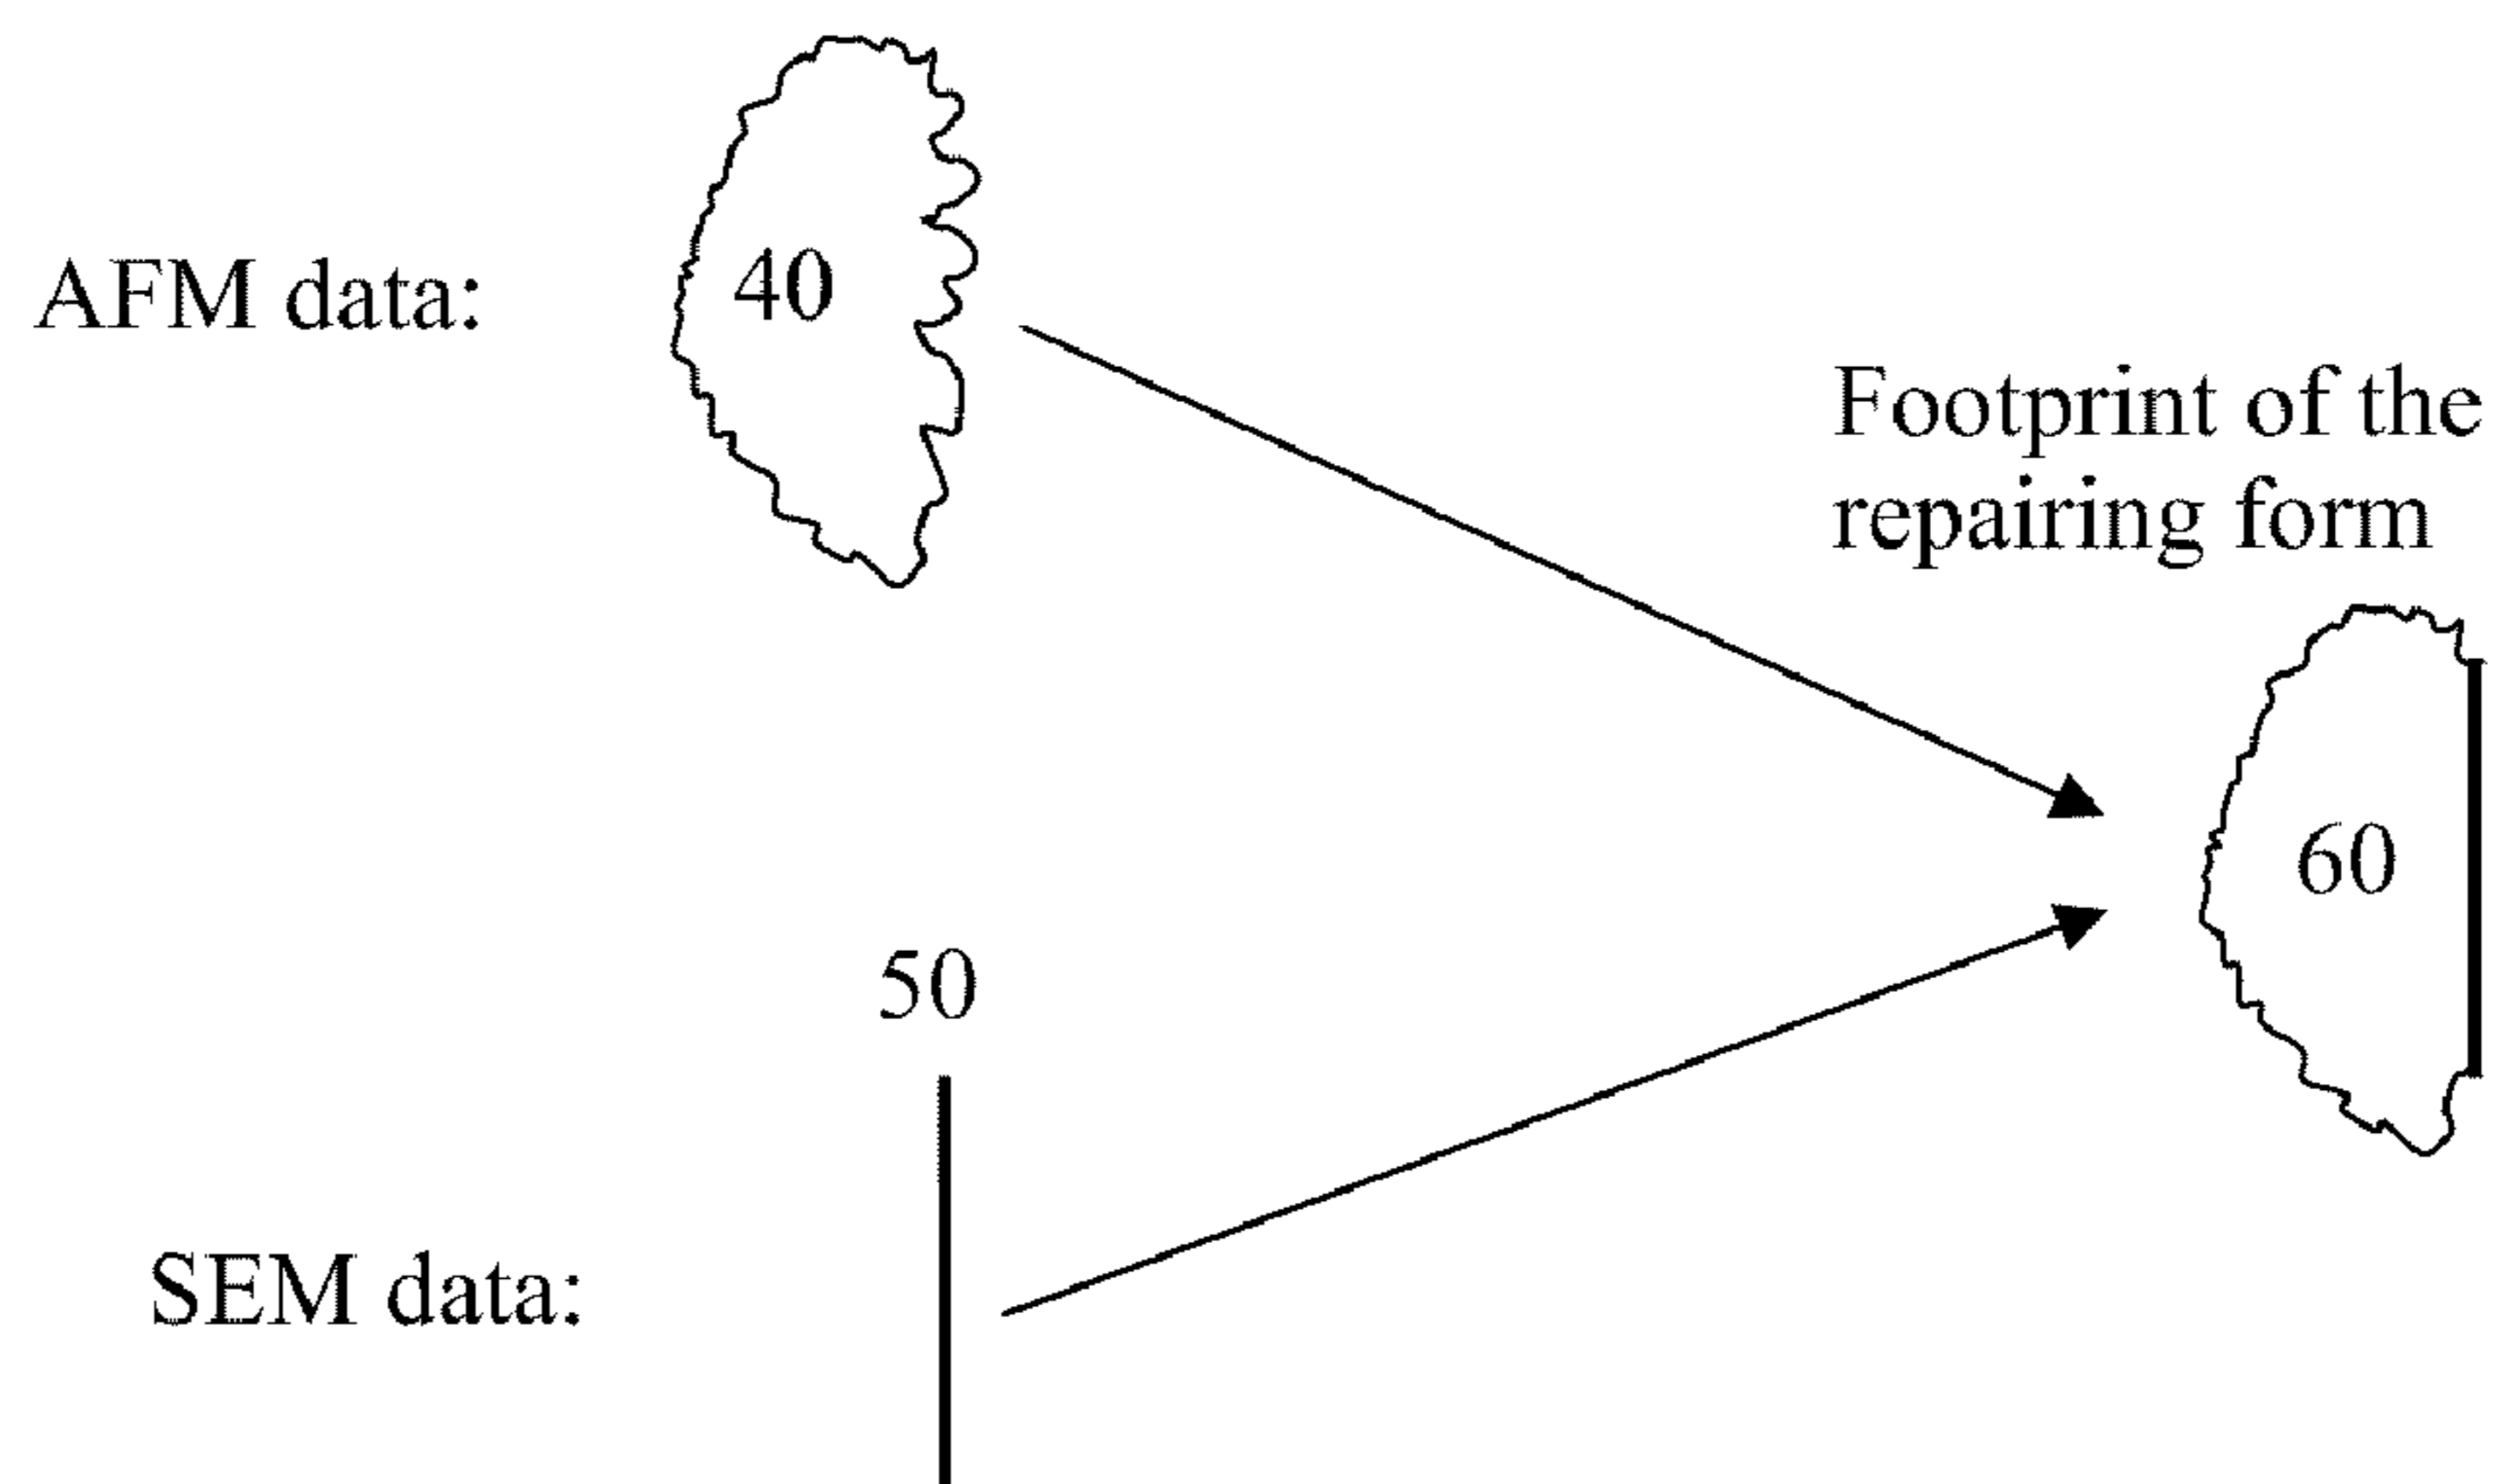 AFM data:
40
Footprint of the
repairing form
60
50
SEM data: